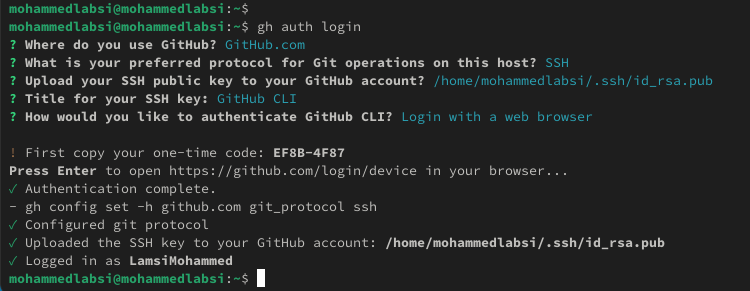 mohammedlabsi@mohammedlabsi:~$
mohammedlabsi@mohammedlabsi:~$ gh auth login
? Where do you use GitHub? GitHub.com
? What is your preferred protocol for Git operations on this host? SSH
? Upload your SSH public key to your GitHub account? /home/mohammedlabsi/.ssh/id_rsa.pub
? Title for your SSH key: GitHub CLI
? How would you like to authenticate GitHub CLI? Login with a web browser
! First copy your one-time code: EF8B-4F87
Press Enter to open https://github.com/login/device in your browser...
✓ Authentication complete.
- gh config set -h github.com git_protocol ssh
✓ Configured git protocol
✓ Uploaded the SSH key to your GitHub account: /home/mohammedlabsi/.ssh/id_rsa.pub
✓ Logged in as LamsiMohammed
mohammedlabsi@mohammedlabsi:~$